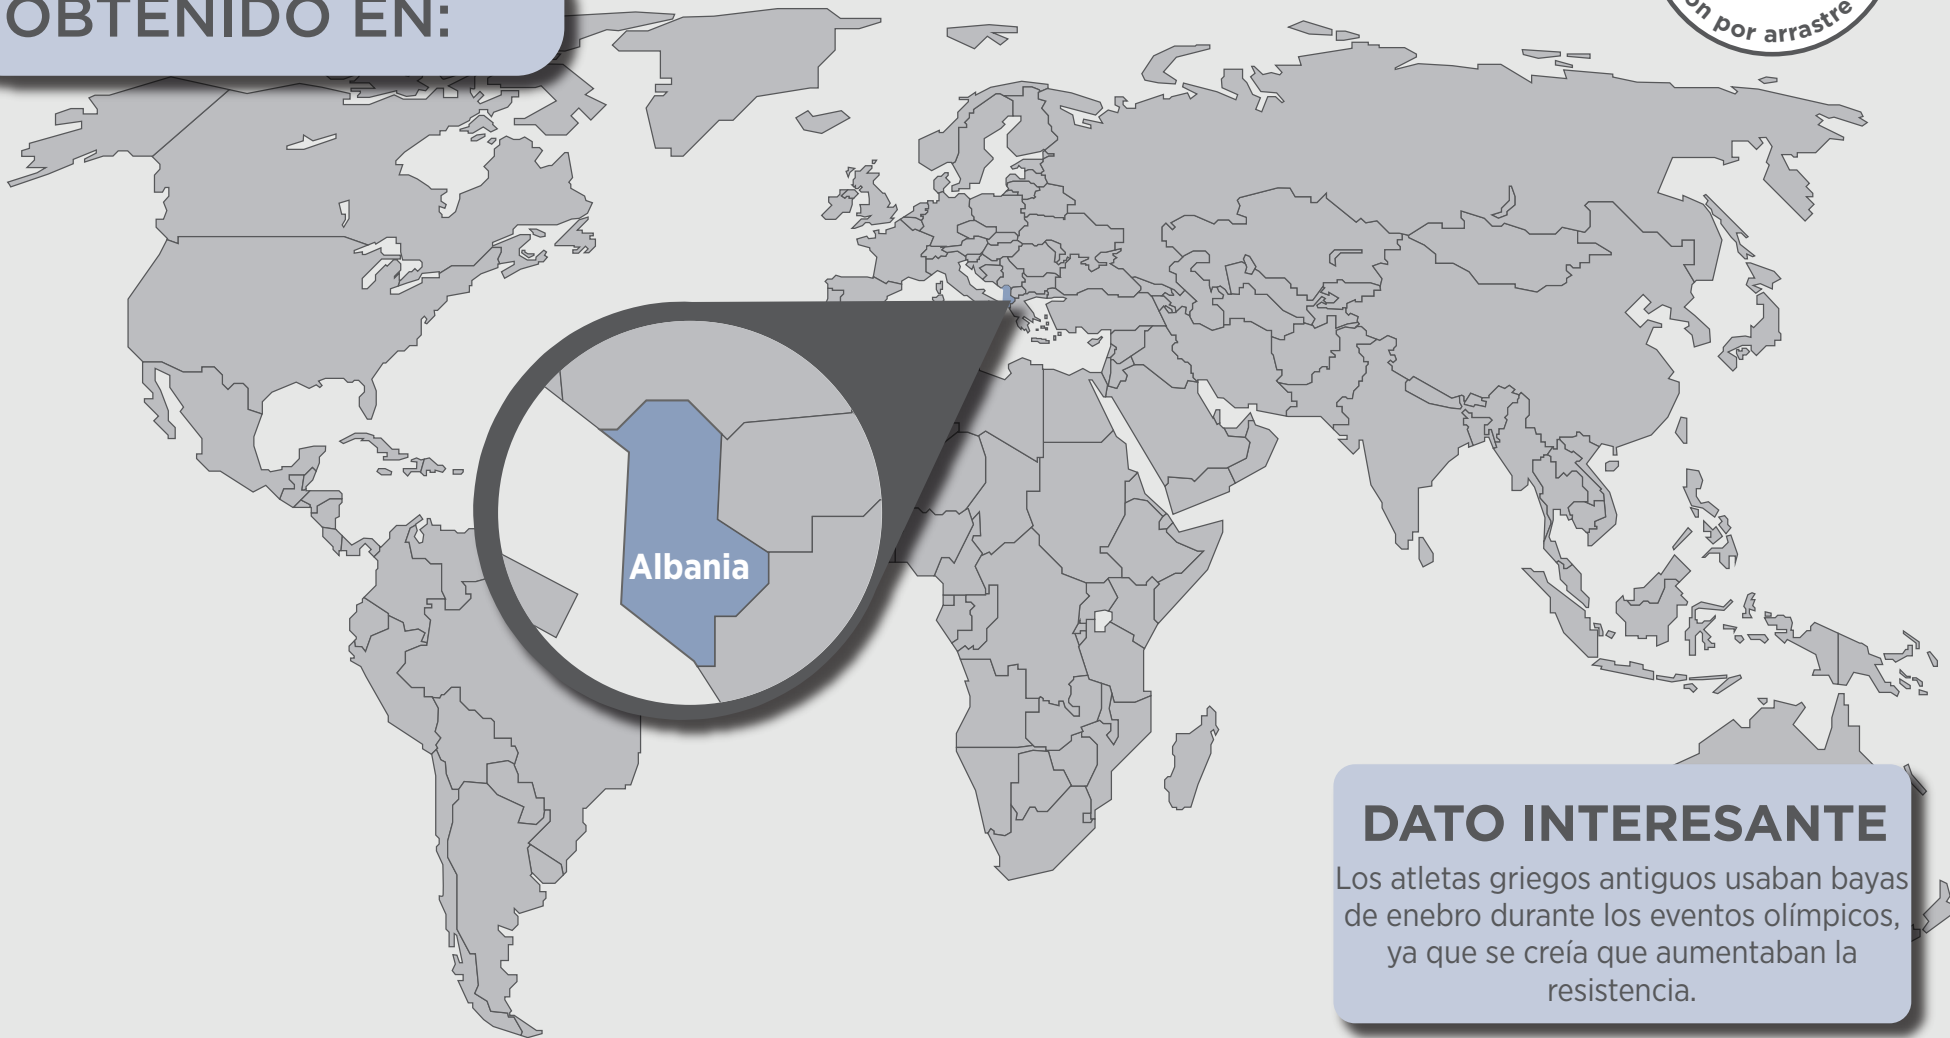 OBTENIDO EN:
por arrastre
Albania
DATO INTERESANTE
Los atletas griegos antiguos usaban bayas
de enebro durante los eventos olímpicos,
ya que se creía que aumentaban la
resistencia.